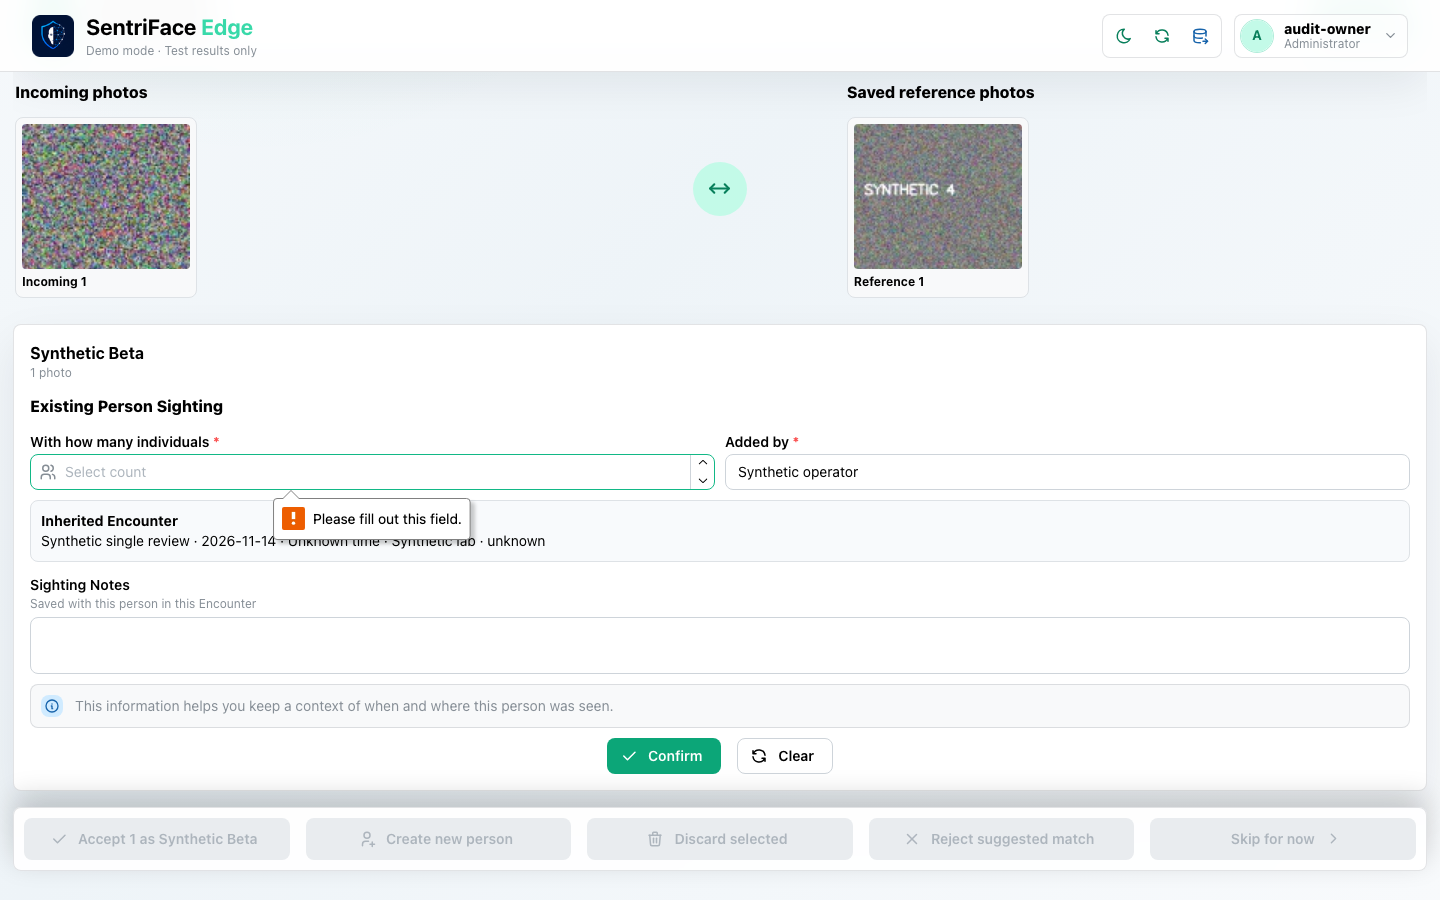 SentriFace Edge
Demo mode · Test results only
A
audit-owner
Administrator
Incoming photos
Saved reference photos
SYNTHETIC 4
Incoming 1
Reference 1
Synthetic Beta
1 photo
Existing Person Sighting
With how many individuals *
Added by *
Select count
Synthetic operator
Please fill out this field.
Inherited Encounter
Synthetic single review · 2026-11-14 · Unknown time · Synthetic lab · unknown
Sighting Notes
Saved with this person in this Encounter
This information helps you keep a context of when and where this person was seen.
Confirm
Clear
Accept 1 as Synthetic Beta
Create new person
Discard selected
Reject suggested match
Skip for now